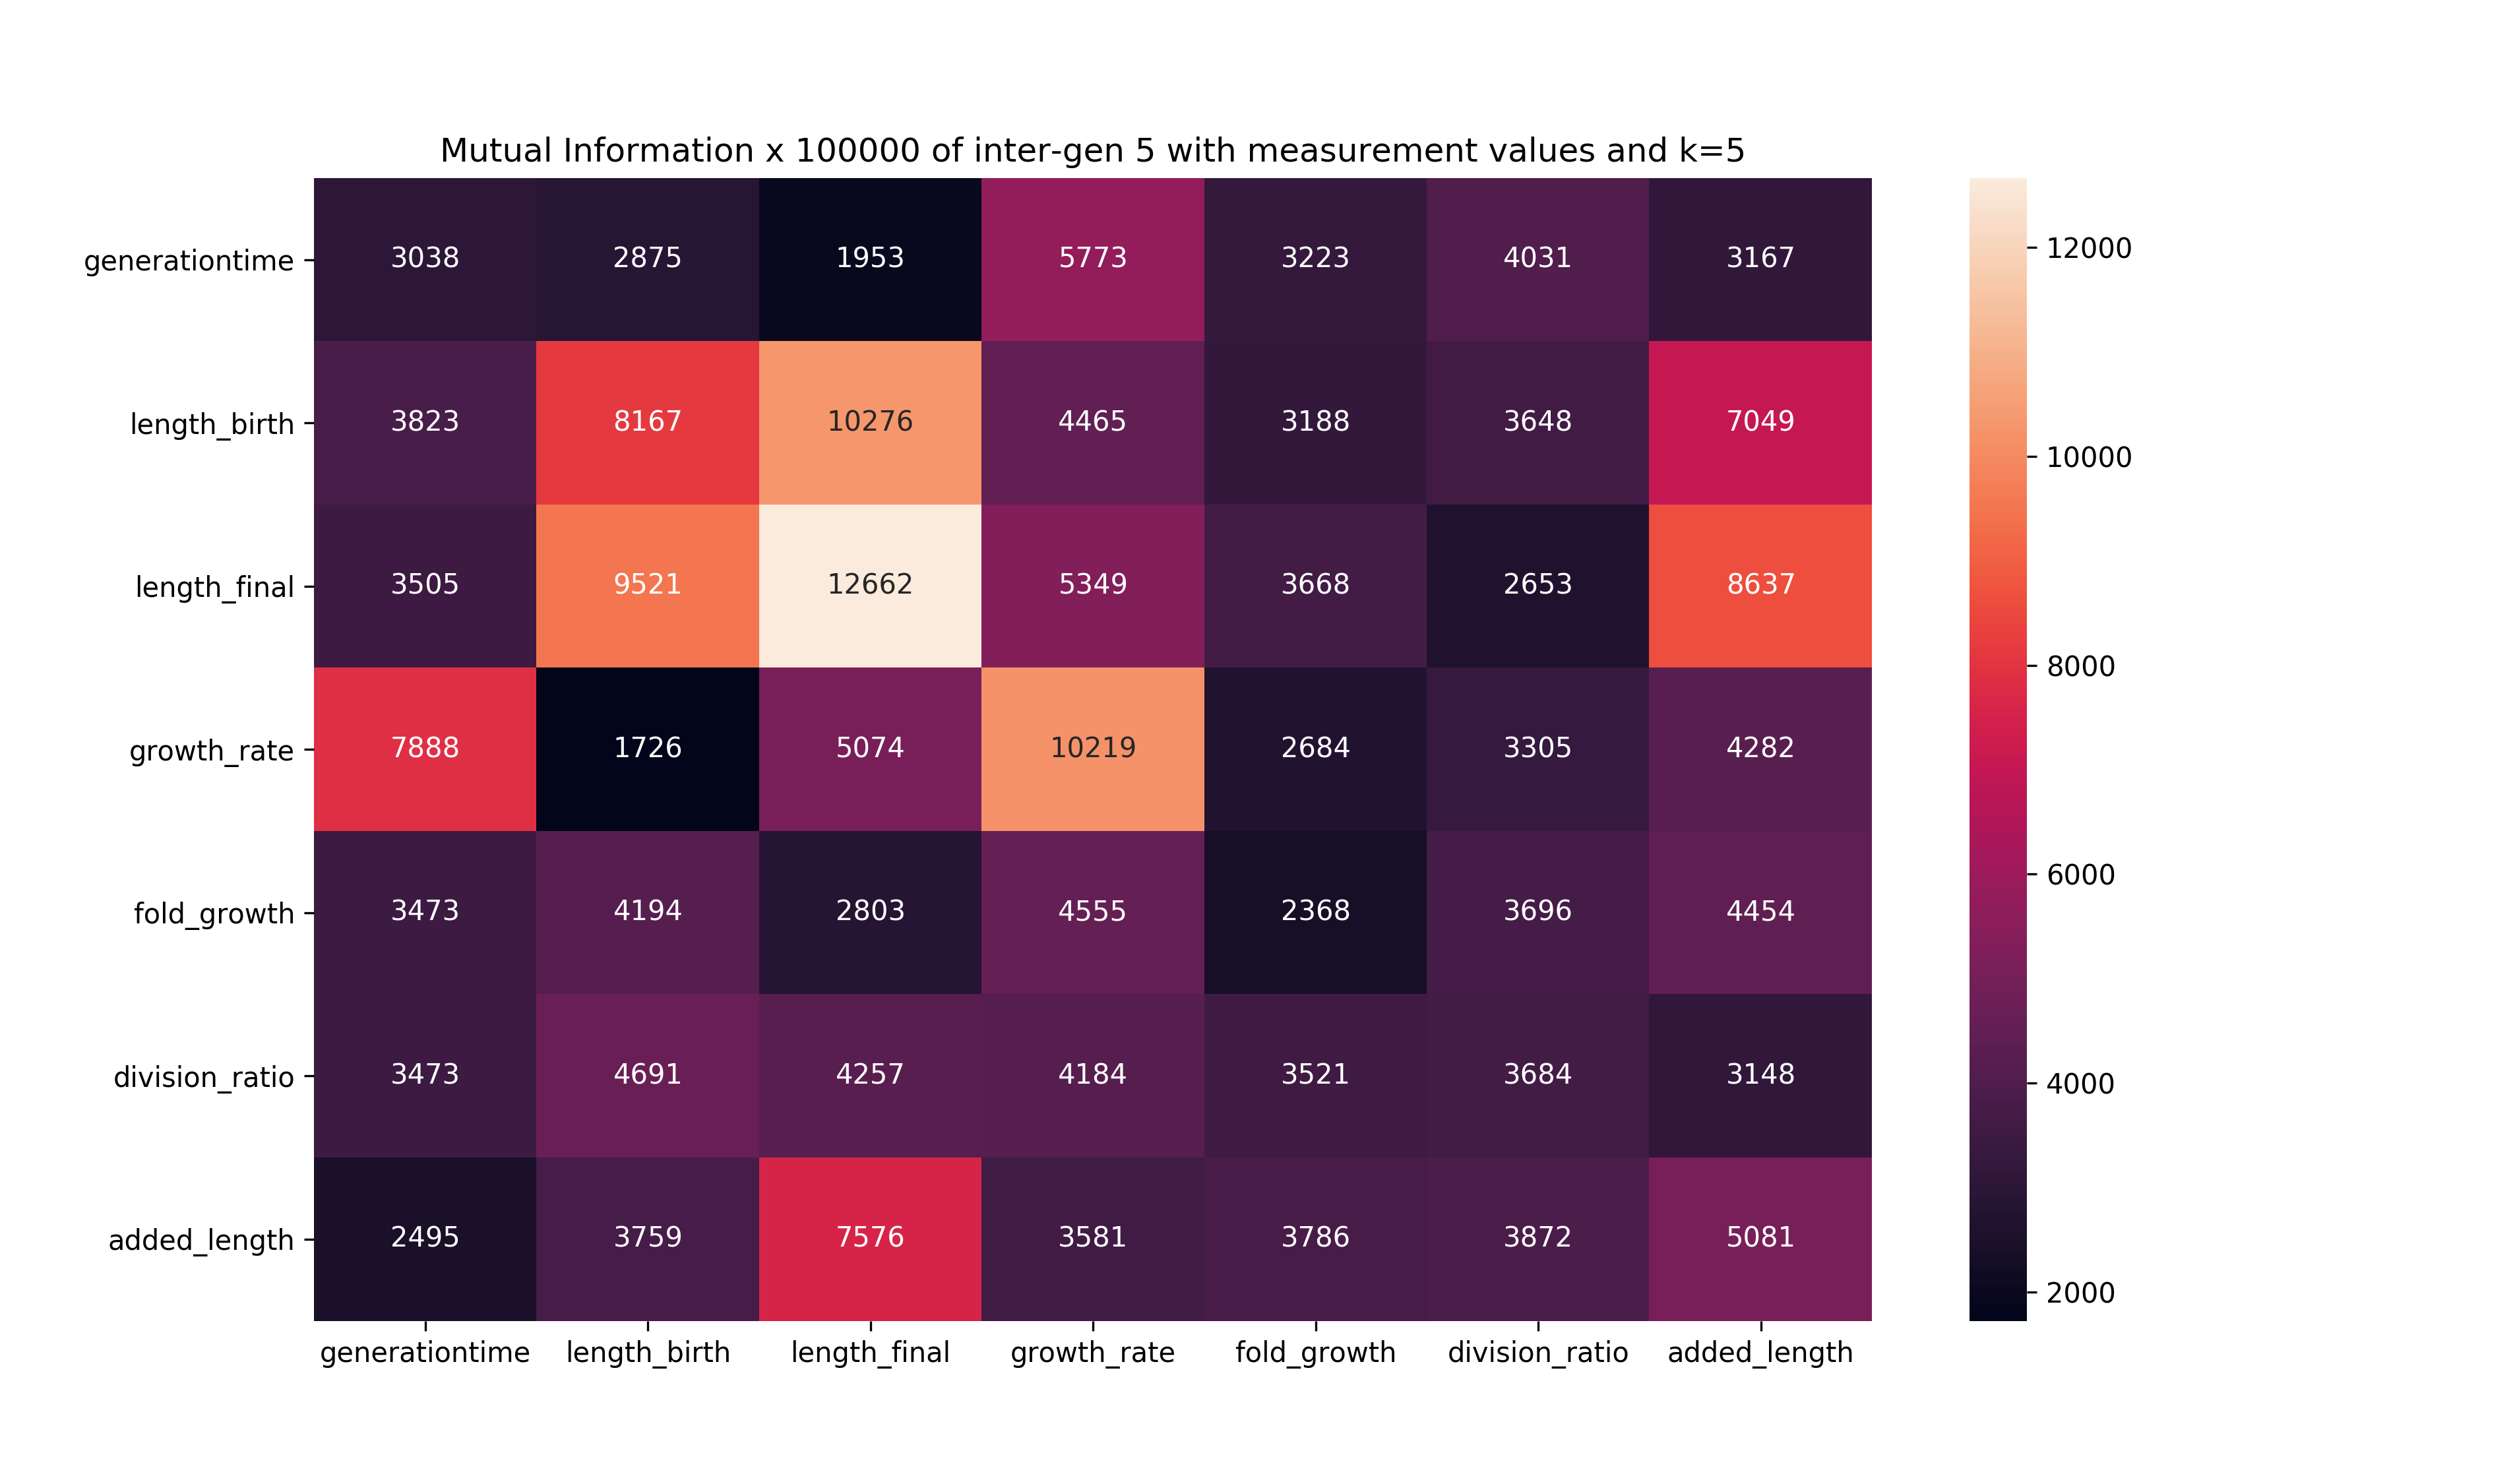 Mutual Information x 100000 of inter-gen 5 with measurement values and k=5
generationtime 3038 2875 1953 5773 3223 4031 3167
length_birth 3823 8167 10276 4465 3188 3648 7049
length_final 3505 9521 12662 5349 3668 2653 8637
growth_rate 7888 1726 5074 10219 2684 3305 4282
fold_growth 3473 4194 2803 4555 2368 3696 4454
division_ratio 3473 4691 4257 4184 3521 3684 3148
added_length 2495 3759 7576 3581 3786 3872 5081
generationtime length_birth length_final growth_rate fold_growth division_ratio added_length
12000
10000
8000
6000
4000
2000